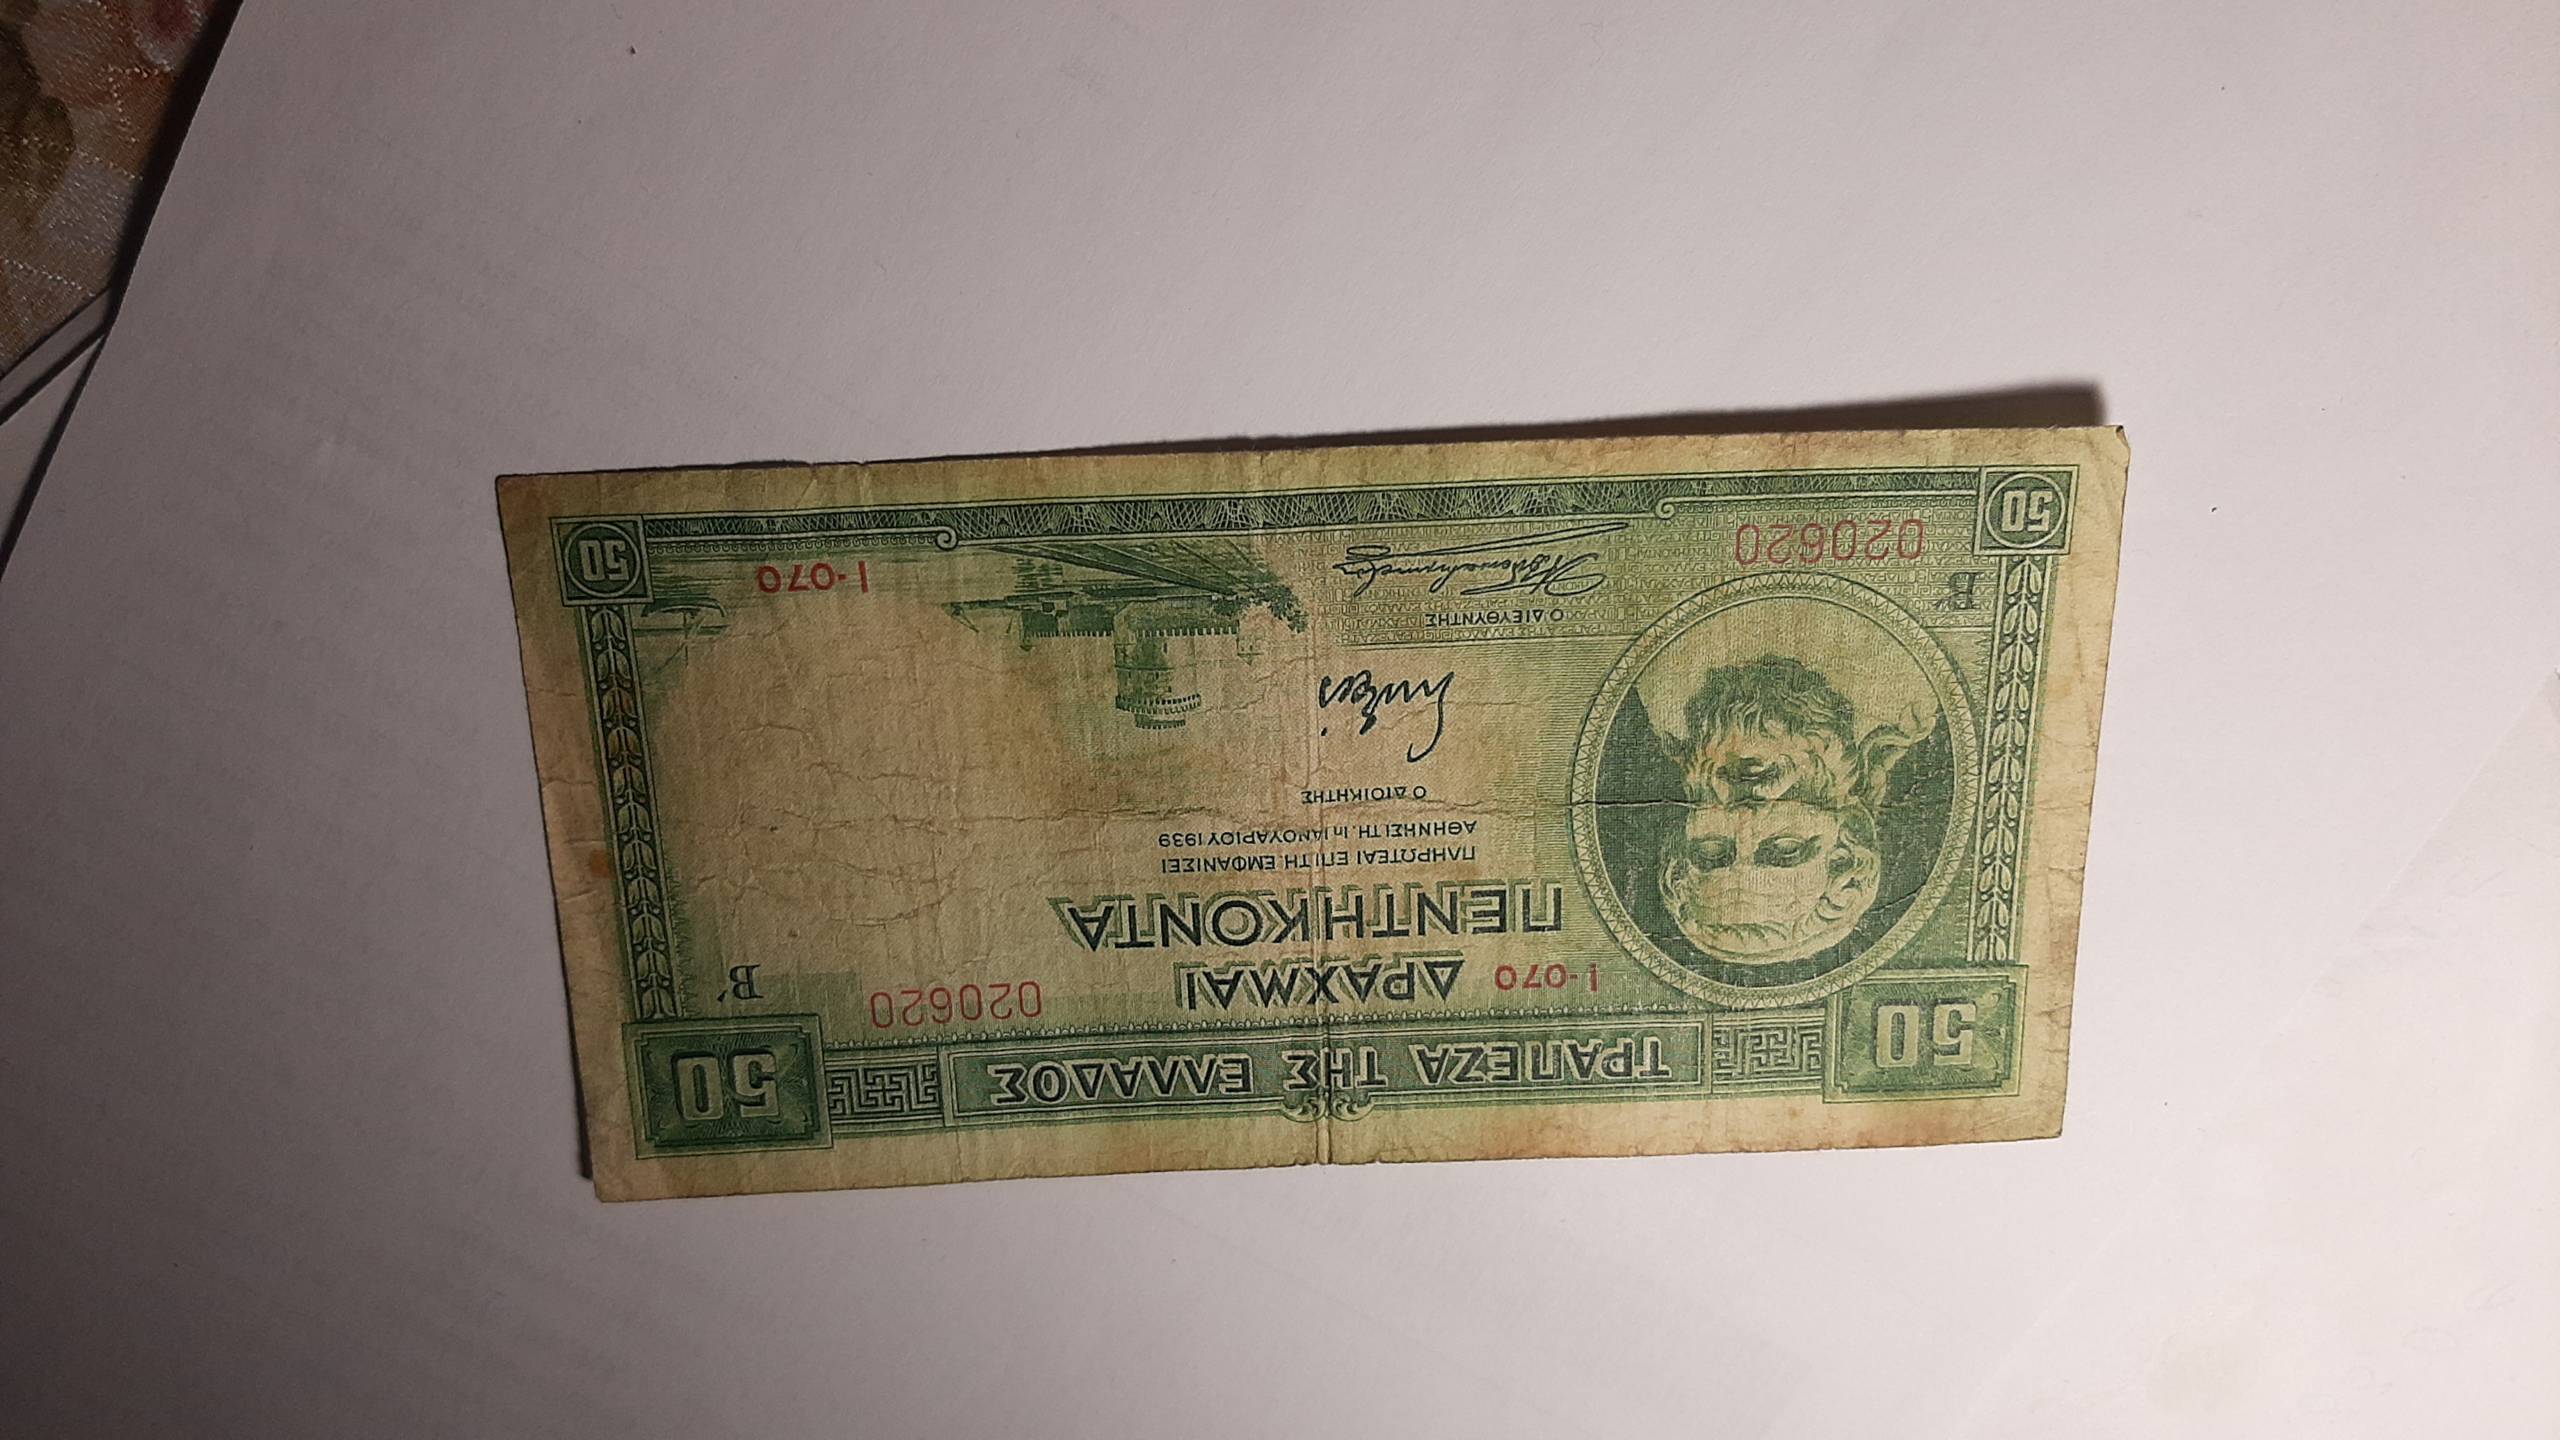 50
ΤΡΑΠΕΖΑ ΤΗΣ ΕΛΛΑΔΟΣ
50
Ι-070
ΔΡΑΧΜΑΙ
020620
Β'
ΠΕΝΤΗΚΟΝΤΑ
ΠΛΗΡΩΤΕΑΙ ΕΠΙ ΤΗ ΕΜΦΑΝΙΣΕΙ
ΑΘΗΝΗΣΙ ΤΗ 1η ΙΑΝΟΥΑΡΙΟΥ 1939
Ο ΔΙΟΙΚΗΤΗΣ
Ο ΔΙΕΥΘΥΝΤΗΣ
Β'
020620
Ι-070
50
50